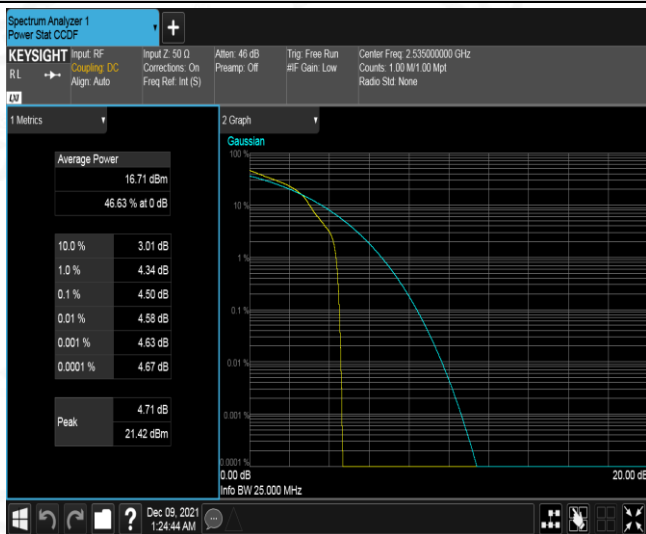 Spectrum Analyzer 1
Power Stat CCDF
KEYSIGHT
RL
LXI
Input: RF
Coupling: DC
Align: Auto
Input Z: 50 Ω
Corrections: On
Freq Ref: Int (S)
Atten: 46 dB
Preamp: Off
Trig: Free Run
#IF Gain: Low
Center Freq: 2.535000000 GHz
Counts: 1.00 M/1.00 Mpt
Radio Std: None
1 Metrics
Average Power
16.71 dBm
46.63 % at 0 dB
10.0 % 3.01 dB
1.0 % 4.34 dB
0.1 % 4.50 dB
0.01 % 4.58 dB
0.001 % 4.63 dB
0.0001 % 4.67 dB
Peak
4.71 dB
21.42 dBm
2 Graph
Gaussian
100 %
10 %
1 %
0.1 %
0.01 %
0.001 %
0.0001 %
0.00 dB
20.00 dB
Info BW 25.000 MHz
?
Dec 09, 2021
1:24:44 AM